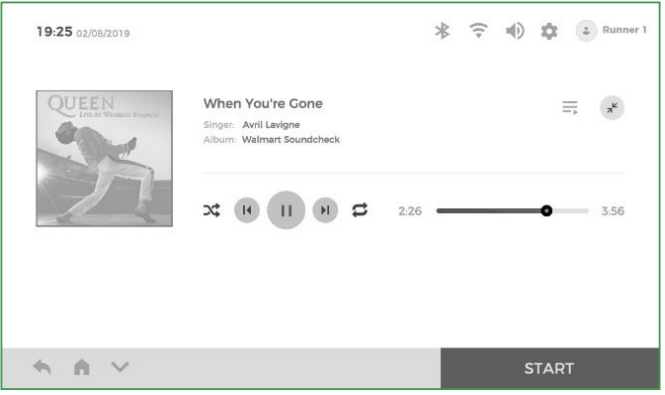 19:25 02/08/2019
Runner 1
QUEEN
LIVE AT WEMBLEY STADIUM
When You're Gone
Singer: Avril Lavigne
Album: Walmart Soundcheck
2:26 3:56
START